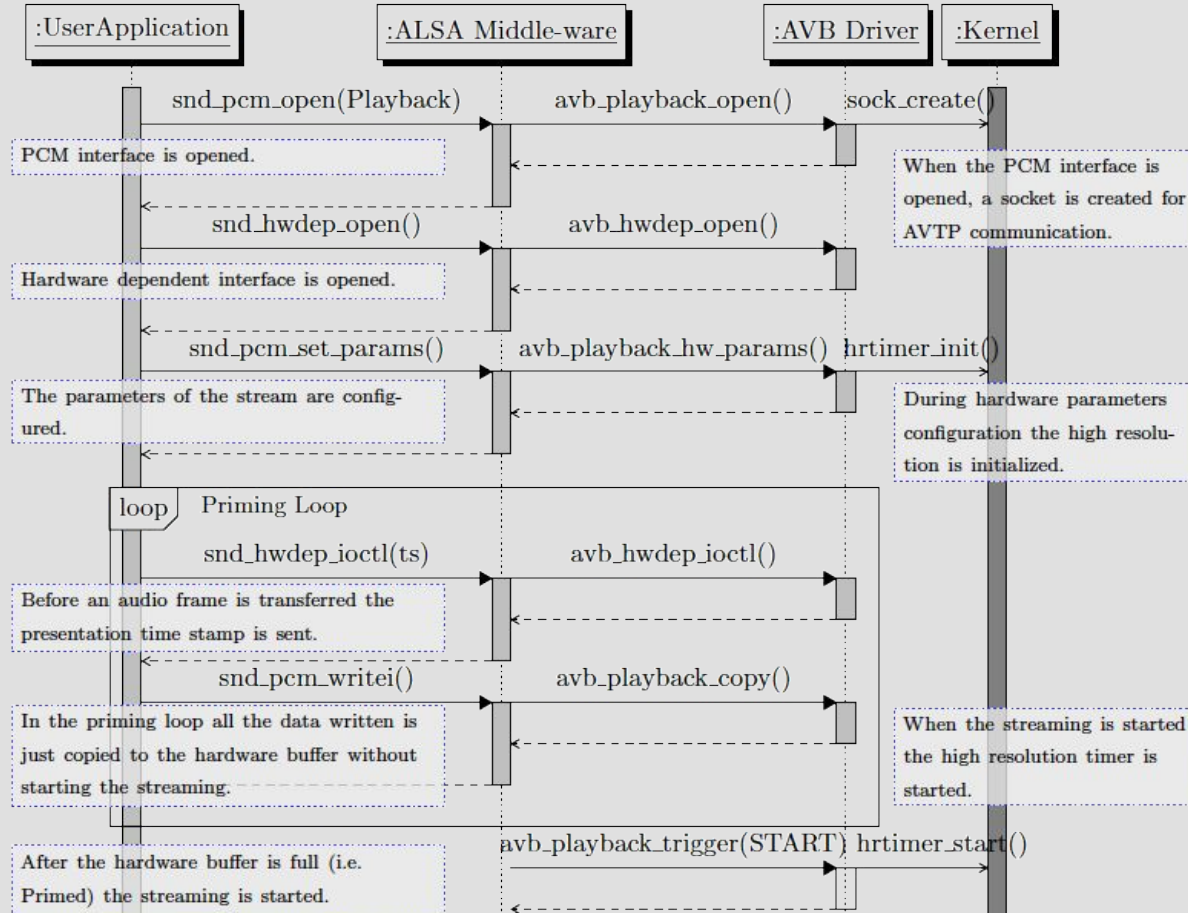 :UserApplication
:ALSA Middle-ware
:AVB Driver
:Kernel
snd_pcm_open(Playback)
avb_playback_open()
sock_create()
PCM interface is opened.
When the PCM interface is
opened, a socket is created for
AVTP communication.
snd_hwdep_open()
avb_hwdep_open()
Hardware dependent interface is opened.
snd_pcm_set_params()
avb_playback_hw_params()
hrtimer_init()
The parameters of the stream are config-
ured.
During hardware parameters
configuration the high resolu-
tion is initialized.
loop
Priming Loop
snd_hwdep_ioctl(ts)
avb_hwdep_ioctl()
Before an audio frame is transferred the
presentation time stamp is sent.
snd_pcm_writei()
avb_playback_copy()
In the priming loop all the data written is
just copied to the hardware buffer without
starting the streaming.
When the streaming is started
the high resolution timer is
started.
avb_playback_trigger(START)
hrtimer_start()
After the hardware buffer is full (i.e.
Primed) the streaming is started.